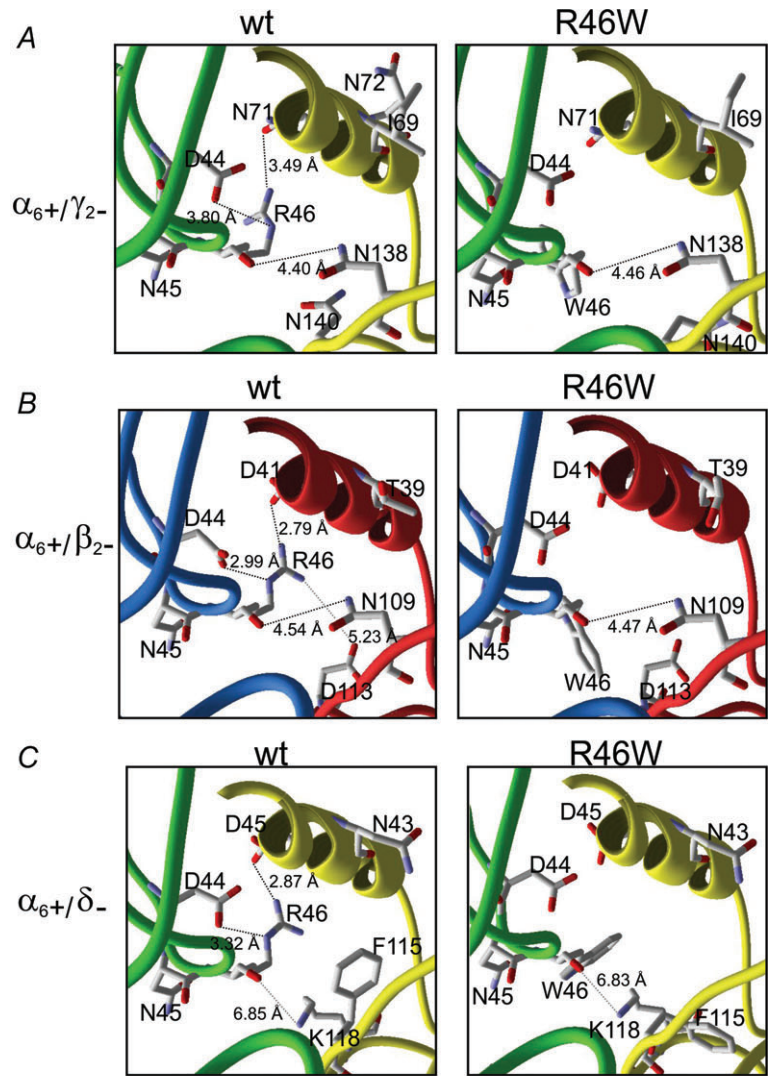 A
wt
R46W
α6+/γ2-
N72
N71
I69
D44
3.49 Å
R46
3.80 Å
N138
4.40 Å
N45
N140
N71
I69
D44
N138
4.46 Å
N45
W46
N140
B
wt
R46W
α6+/β2-
D41
T39
D44
2.79 Å
2.99 Å
R46
N109
4.54 Å
5.23 Å
N45
D113
D41
T39
D44
N109
4.47 Å
N45
W46
D113
C
wt
R46W
α6+/δ-
D45
N43
D44
2.87 Å
R46
3.32 Å
F115
N45
6.85 Å
K118
D45
N43
D44
W46
6.83 Å
N45
F115
K118